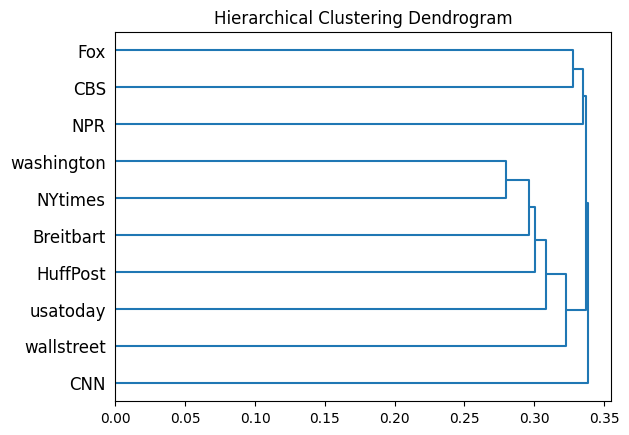 Hierarchical Clustering Dendrogram
Fox
CBS
NPR
washington
NYtimes
Breitbart
HuffPost
usatoday
wallstreet
CNN
0.00 0.05 0.10 0.15 0.20 0.25 0.30 0.35